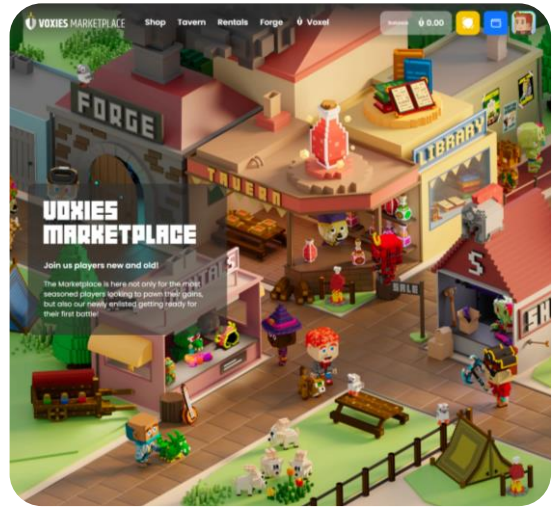 VOXIES MARKETPLACE Shop Tavern Rentals Forge Voxel 0.00
FORGE
LIBRARY
TAVERN
VOXIES
MARKETPLACE
Join us players new and old!
The Marketplace is here not only for the most
seasoned players looking to pawn their gains,
but also our newly enlisted getting ready for
their first battle!
S
SALE